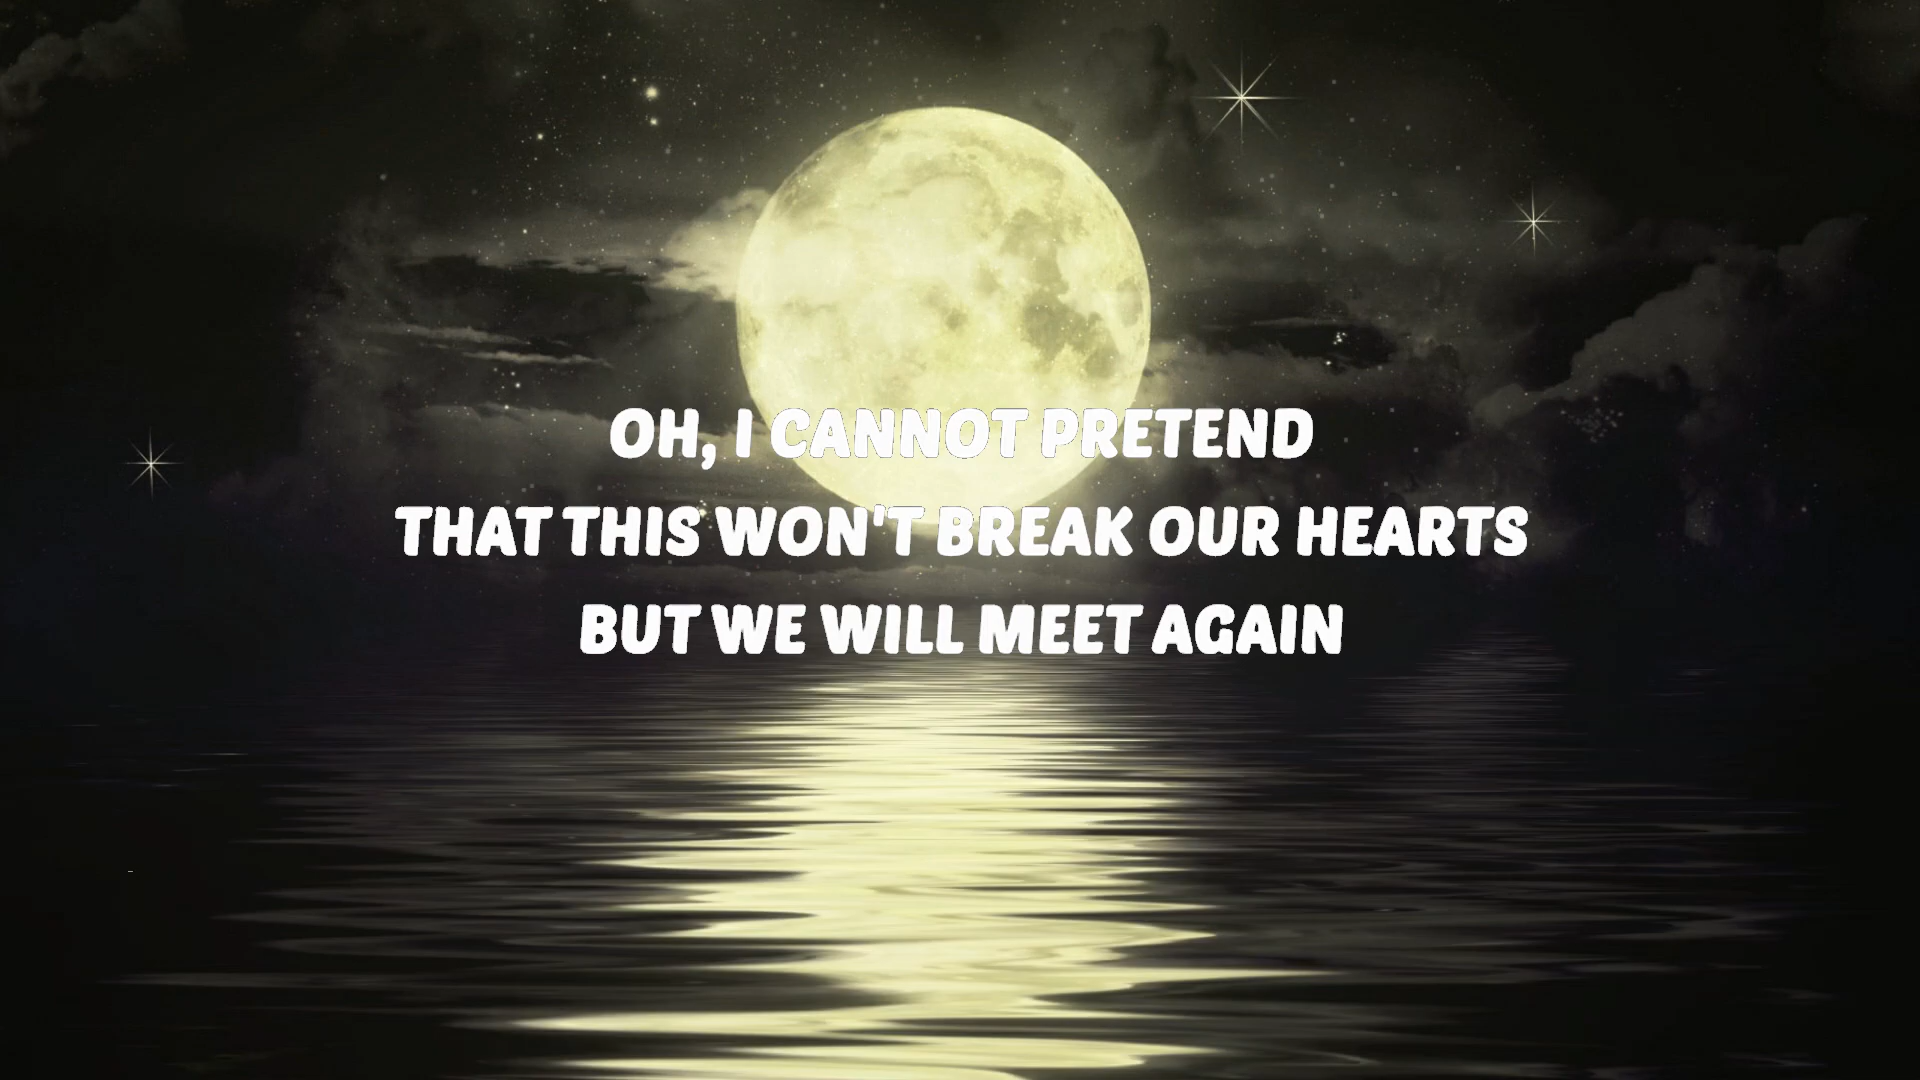 OH, I CANNOT PRETEND
THAT THIS WON'T BREAK OUR HEARTS
BUT WE WILL MEET AGAIN